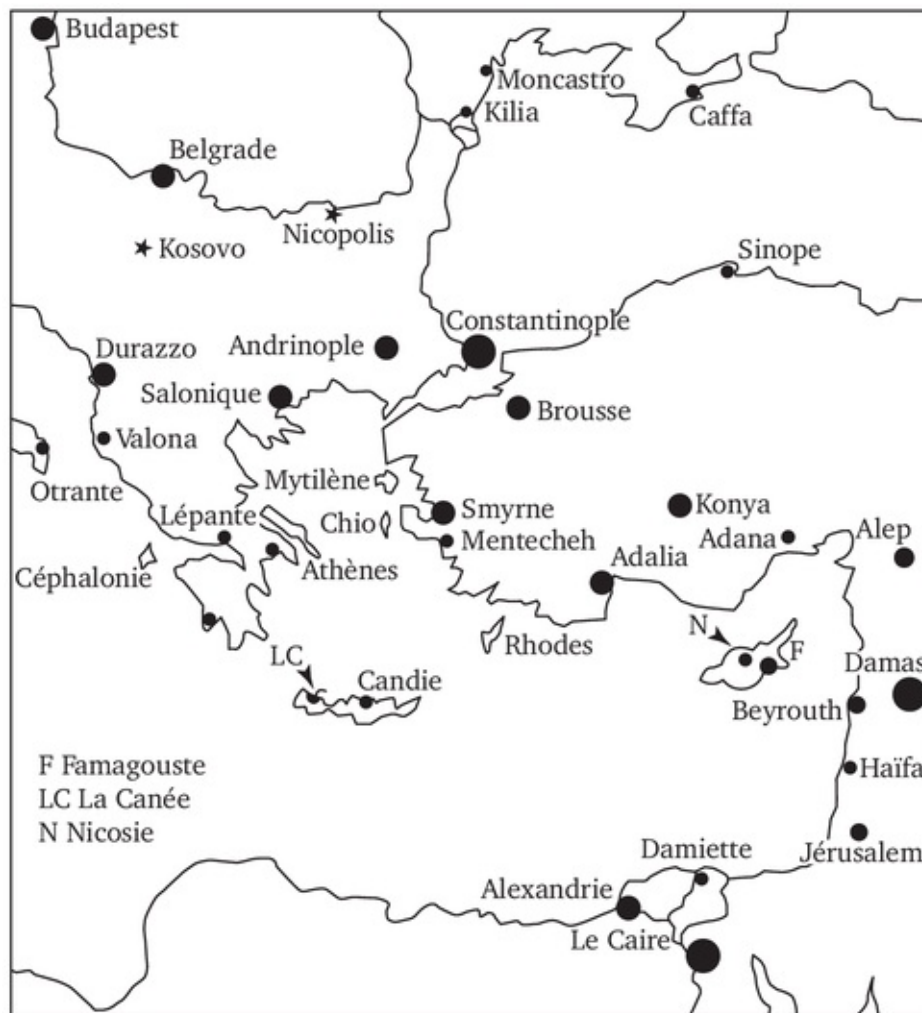 Budapest
Moncastro
Kilia
Caffa
Belgrade
Nicopolis
Kosovo
Sinope
Constantinople
Andrinople
Durazzo
Salonique
Brousse
Valona
Mytilène
Otrante
Lépante
Chio
Smyrne
Konya
Mentecheh
Adana
Alep
Céphalonie
Athènes
Adalia
N
Rhodes
F
LC
Candie
Damas
Beyrouth
F Famagouste
LC La Canée
N Nicosie
Haïfa
Jérusalem
Damiette
Alexandrie
Le Caire